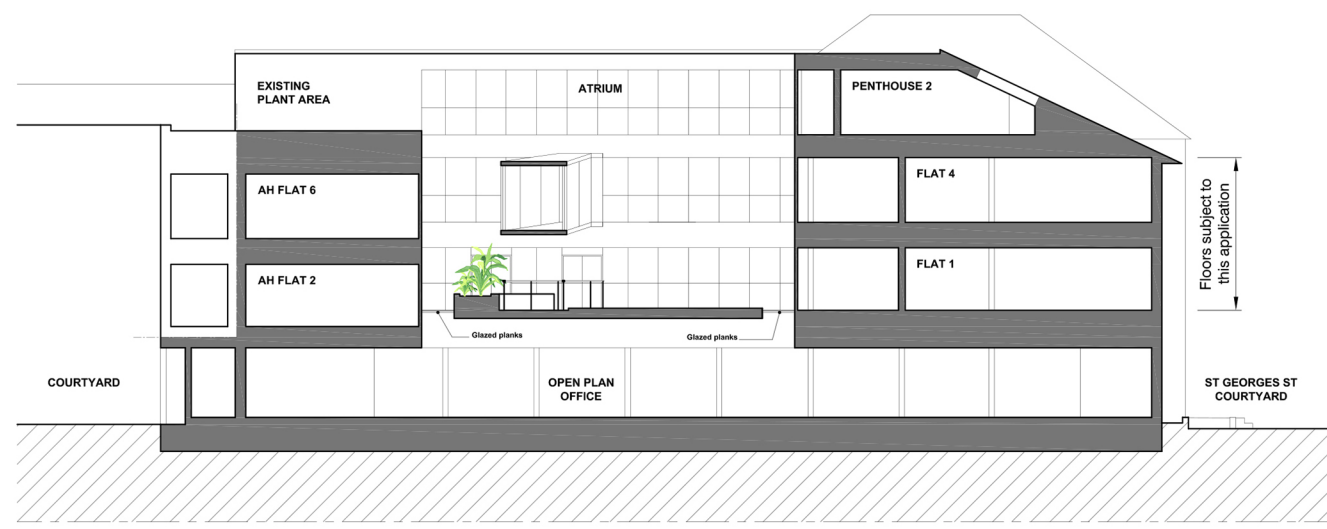 EXISTING
PLANT AREA
ATRIUM
PENTHOUSE 2
AH FLAT 6
FLAT 4
AH FLAT 2
FLAT 1
Floors subject to
this application
Glazed planks
Glazed planks
COURTYARD
OPEN PLAN
OFFICE
ST GEORGES ST
COURTYARD